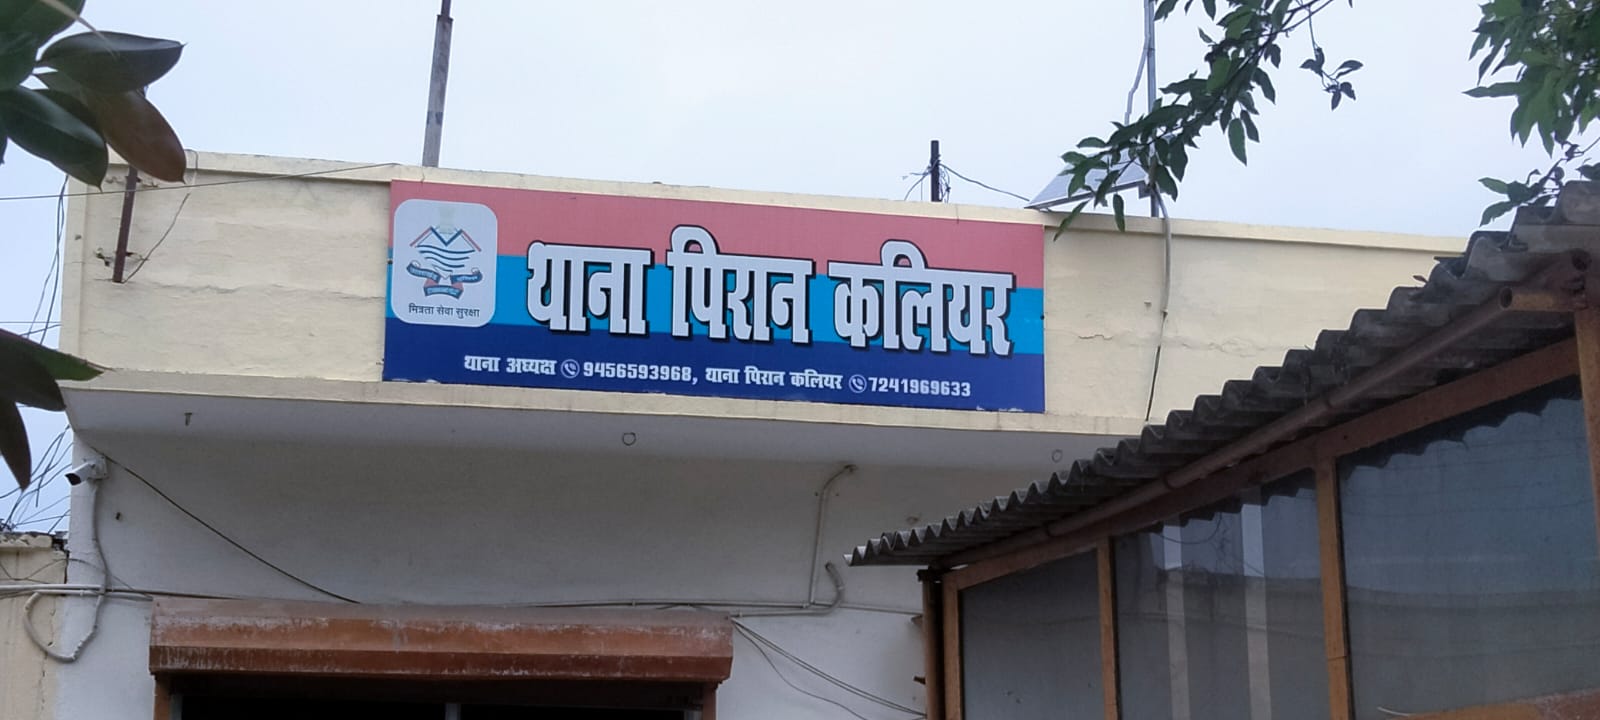 थाना पिरान कलियर
मित्रता सेवा सुरक्षा
थाना अध्यक्ष 9456593968, थाना पिरान कलियर 7241969633